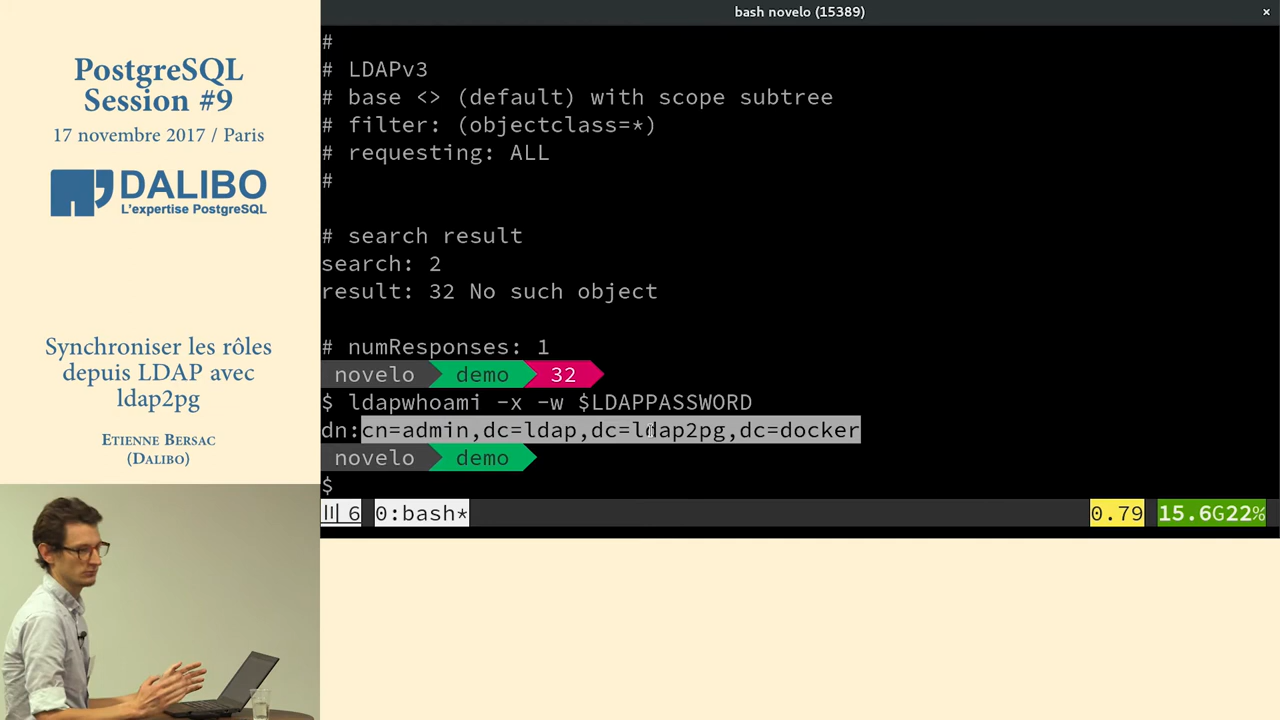 PostgreSQL
Session #9
17 novembre 2017 / Paris
DALIBO
L'expertise PostgreSQL
Synchroniser les rôles
depuis LDAP avec
ldap2pg
ETIENNE BERSAC
(DALIBO)
bash novelo (15389)
×
#
# LDAPv3
# base <> (default) with scope subtree
# filter: (objectclass=*)
# requesting: ALL
#
# search result
search: 2
result: 32 No such object
# numResponses: 1
novelo demo 32
$ ldapwhoami -x -w $LDAPPASSWORD
dn:cn=admin,dc=ldap,dc=ldap2pg,dc=docker
novelo demo
$
6 0:bash* 0.79 15.6G22%